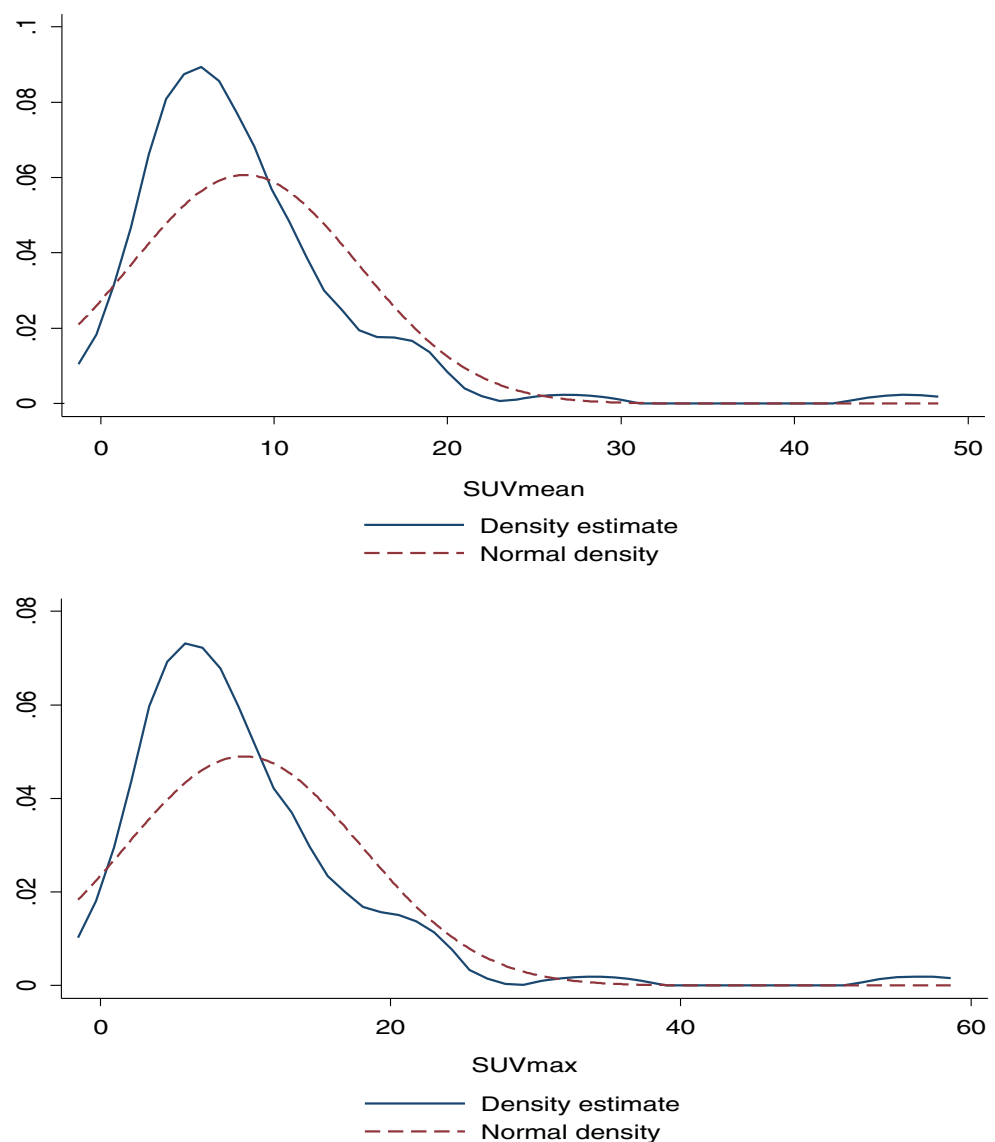 .1
.08
.06
.04
.02
0
0 10 20 30 40 50
SUVmean
Density estimate
Normal density
.08
.06
.04
.02
0
0 20 40 60
SUVmax
Density estimate
Normal density